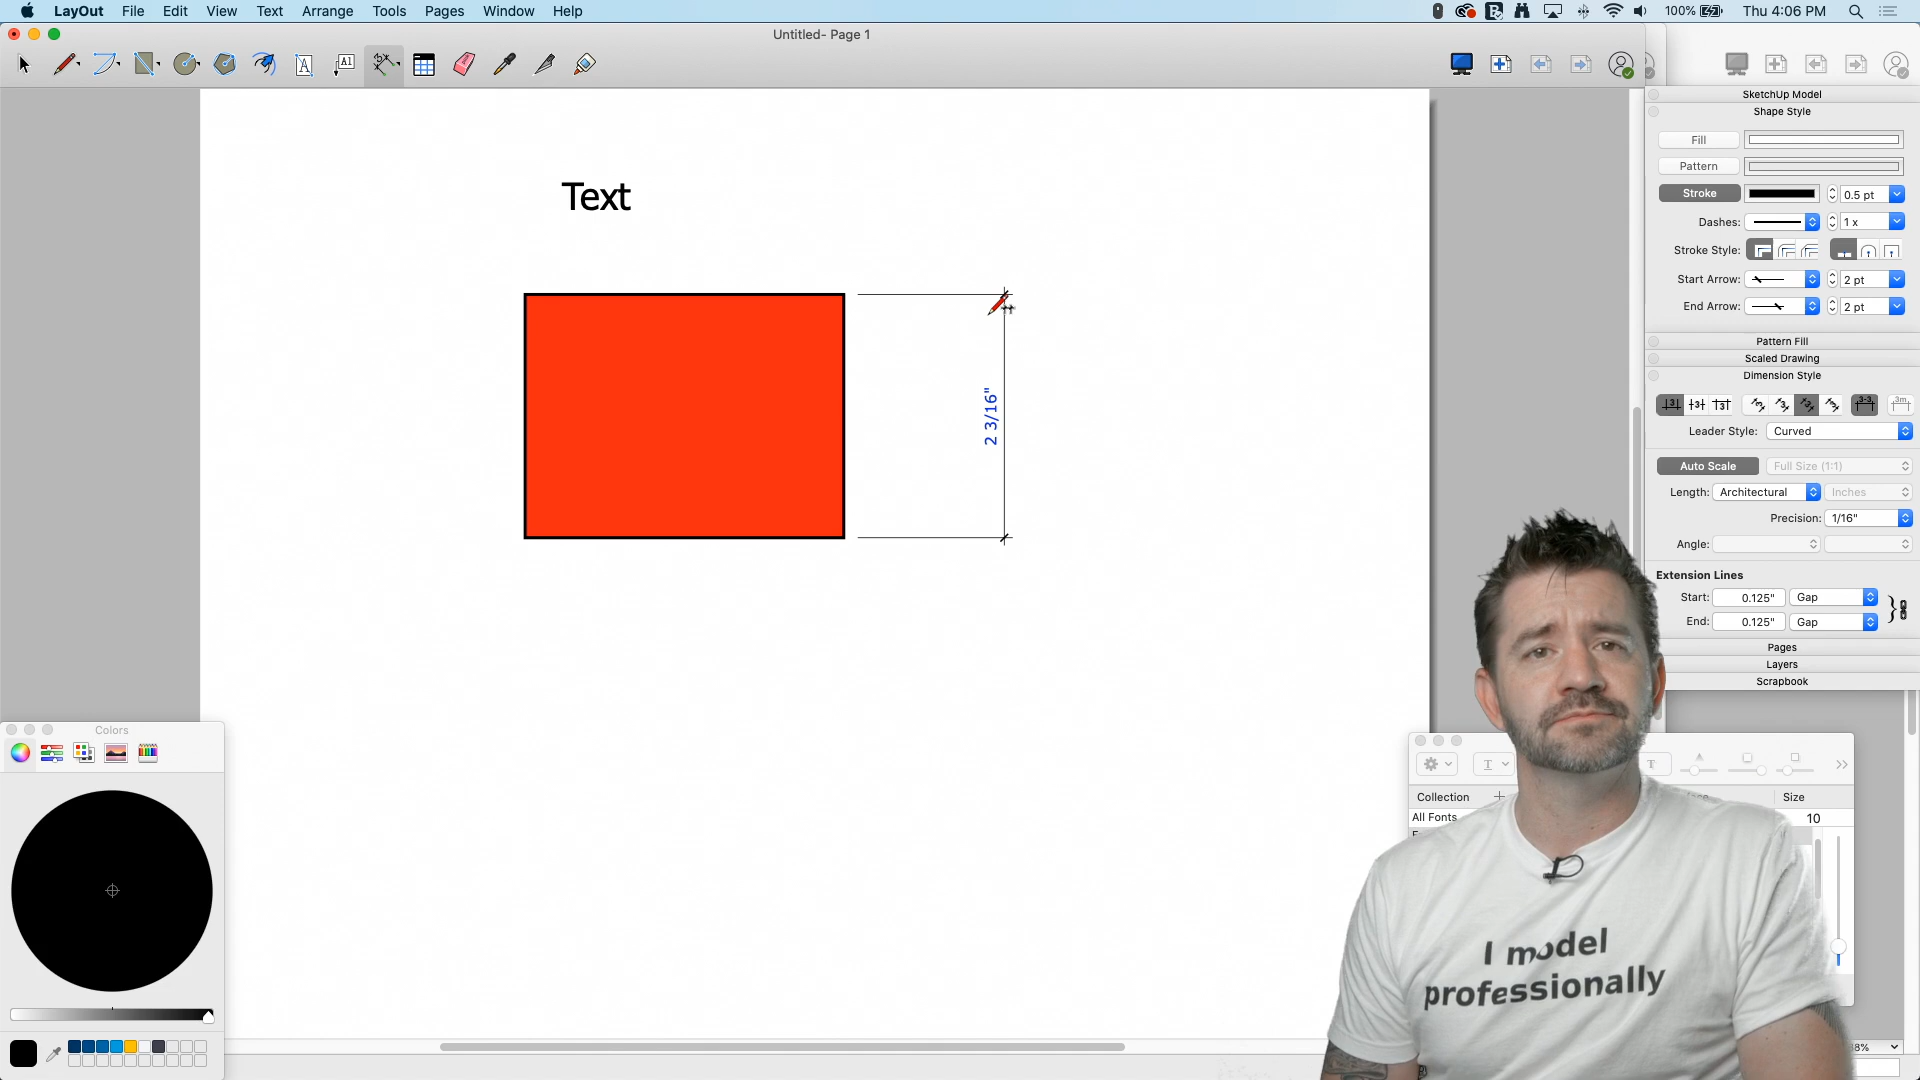 LayOut File Edit View Text Arrange Tools Pages Window Help
100% Thu 4:06 PM
Untitled- Page 1
SketchUp Model
Shape Style
Fill
Pattern
Stroke 0.5 pt
Dashes: 1 x
Stroke Style:
Start Arrow: 2 pt
End Arrow: 2 pt
Pattern Fill
Scaled Drawing
Dimension Style
Leader Style: Curved
Auto Scale Full Size (1:1)
Length: Architectural Inches
Precision: 1/16"
Angle:
Extension Lines
Start: 0.125" Gap
End: 0.125" Gap
Pages
Layers
Scrapbook
Text
2 3/16"
Colors
Collection Size
All Fonts 10
I model
professionally